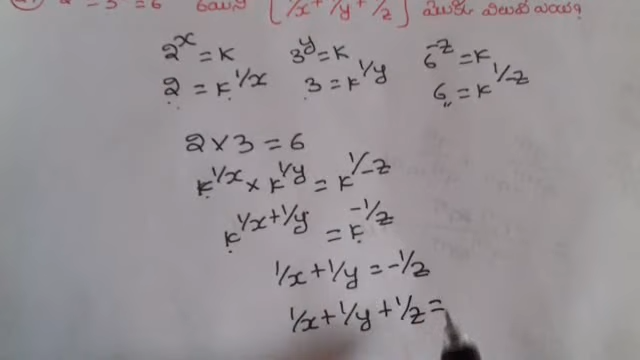 [1/x + 1/y + 1/z]
2^x = k 3^y = k 6^-z = k
2 = k^1/x 3 = k^1/y 6 = k^1/-z
2 × 3 = 6
k^1/x × k^1/y = k^1/-z
k^1/x+1/y = k^-1/z
1/x + 1/y = -1/z
1/x + 1/y + 1/z =